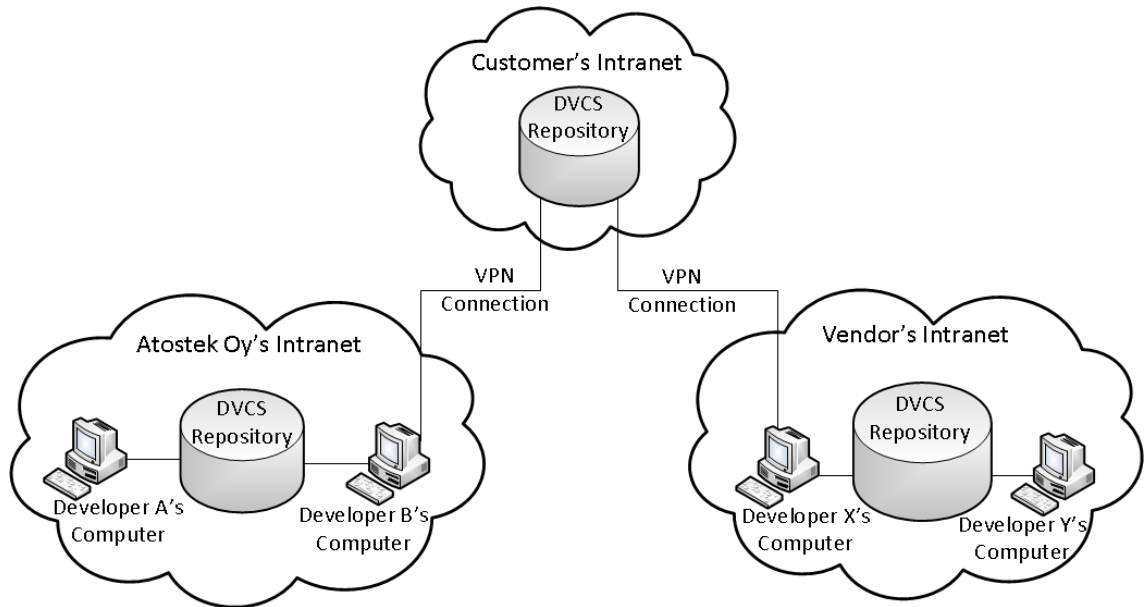 Customer's Intranet
DVCS
Repository
VPN
Connection
VPN
Connection
Atostek Oy's Intranet
DVCS
Repository
Developer A's
Computer
Developer B's
Computer
Vendor's Intranet
DVCS
Repository
Developer X's
Computer
Developer Y's
Computer